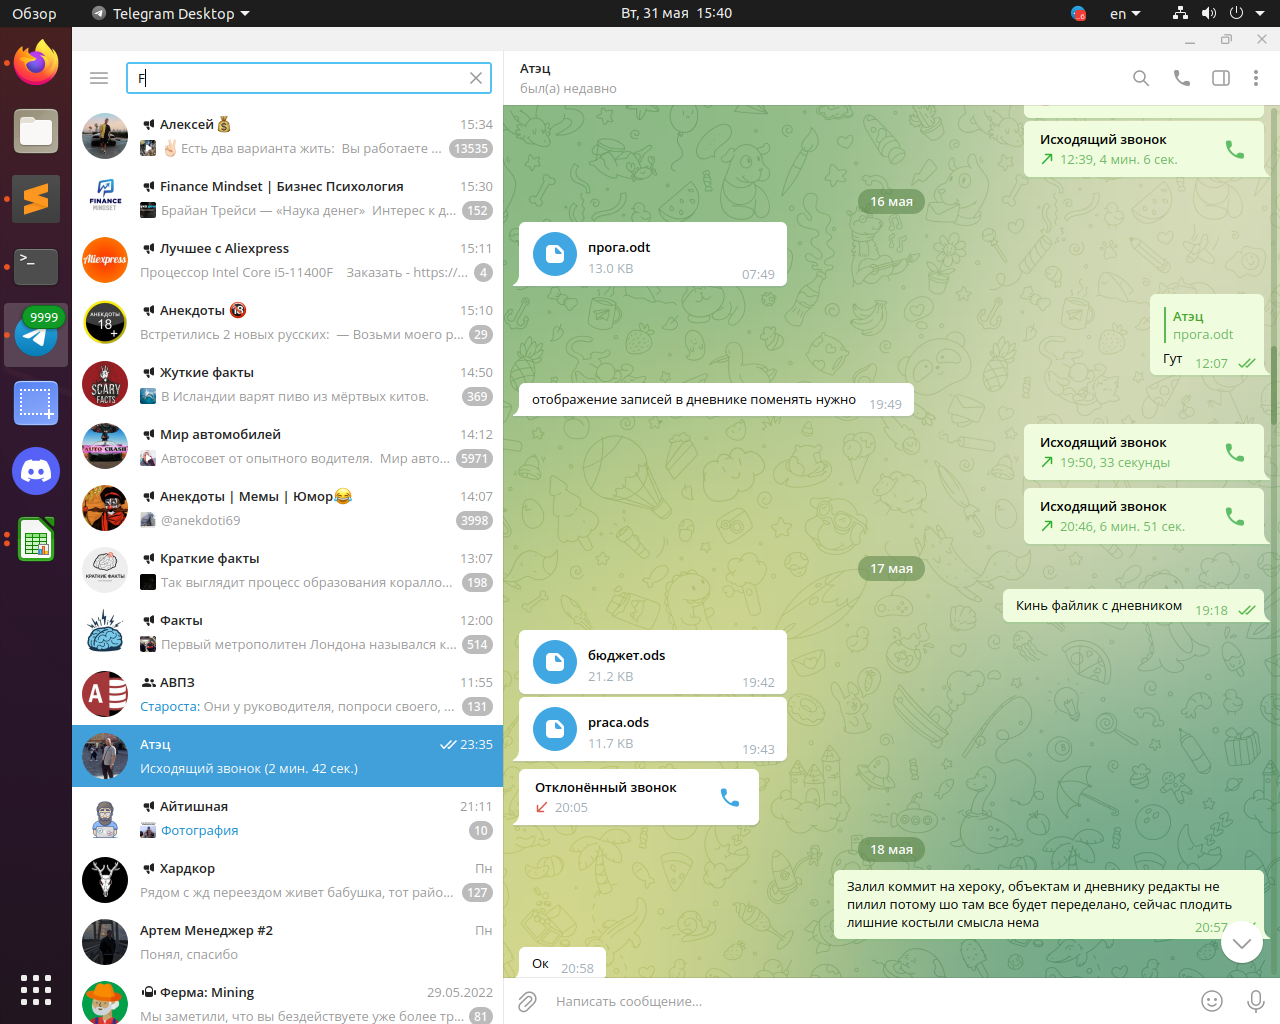 Обзор
Telegram Desktop
Вт, 31 мая 15:40
en
9999
F
Алексей💰
15:34
✌🏻Есть два варианта жить: Вы работаете ...
13535
Finance Mindset | Бизнес Психология
15:30
Брайан Трейси — «Наука денег» Интерес к д...
152
FINANCE
MINDSET
Лучшее с Aliexpress
15:11
Процессор Intel Core i5-11400F Заказать - https://...
4
Aliexpress
Анекдоты 🔞
15:10
Встретились 2 новых русских: — Возьми моего р...
29
АНЕКДОТЫ
18+
Жуткие факты
14:50
В Исландии варят пиво из мёртвых китов.
369
SCARY
FACTS
Мир автомобилей
14:12
Автосовет от опытного водителя. Мир авто...
5971
AUTO CRASH
Анекдоты | Мемы | Юмор😂
14:07
@anekdoti69
3998
Краткие факты
13:07
Так выглядит процесс образования коралло...
198
КРАТКИЕ ФАКТЫ
Факты
12:00
Первый метрополитен Лондона назывался к...
514
АВПЗ
11:55
Староста: Они у руководителя, попроси своего, ...
131
А
Атэц
23:35
Исходящий звонок (2 мин. 42 сек.)
Айтишная
21:11
Фотография
10
Хардкор
Пн
Рядом с жд переездом живет бабушка, тот райо...
127
Артем Менеджер #2
Пн
Понял, спасибо
Ферма: Mining
29.05.2022
Мы заметили, что вы бездействуете уже более тр...
81
Атэц
был(а) недавно
Исходящий звонок
12:39, 4 мин. 6 сек.
16 мая
прога.odt
13.0 KB
07:49
Атэц
прога.odt
Гут
12:07
отображение записей в дневнике поменять нужно
19:49
Исходящий звонок
19:50, 33 секунды
Исходящий звонок
20:46, 6 мин. 51 сек.
17 мая
Кинь файлик с дневником
19:18
бюджет.ods
21.2 KB
19:42
praca.ods
11.7 KB
19:43
Отклонённый звонок
20:05
18 мая
Залил коммит на хероку, объектам и дневнику редакты не
пилил потому шо там все будет переделано, сейчас плодить
лишние костыли смысла нема
20:57
Ок
20:58
Написать сообщение...